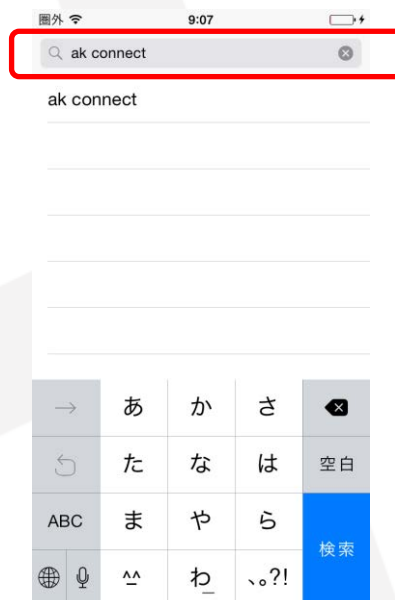 圏外 9:07
ak connect
ak connect
→ あ か さ
た な は 空白
ABC ま や ら 検索
^^ わ_ 、。?!